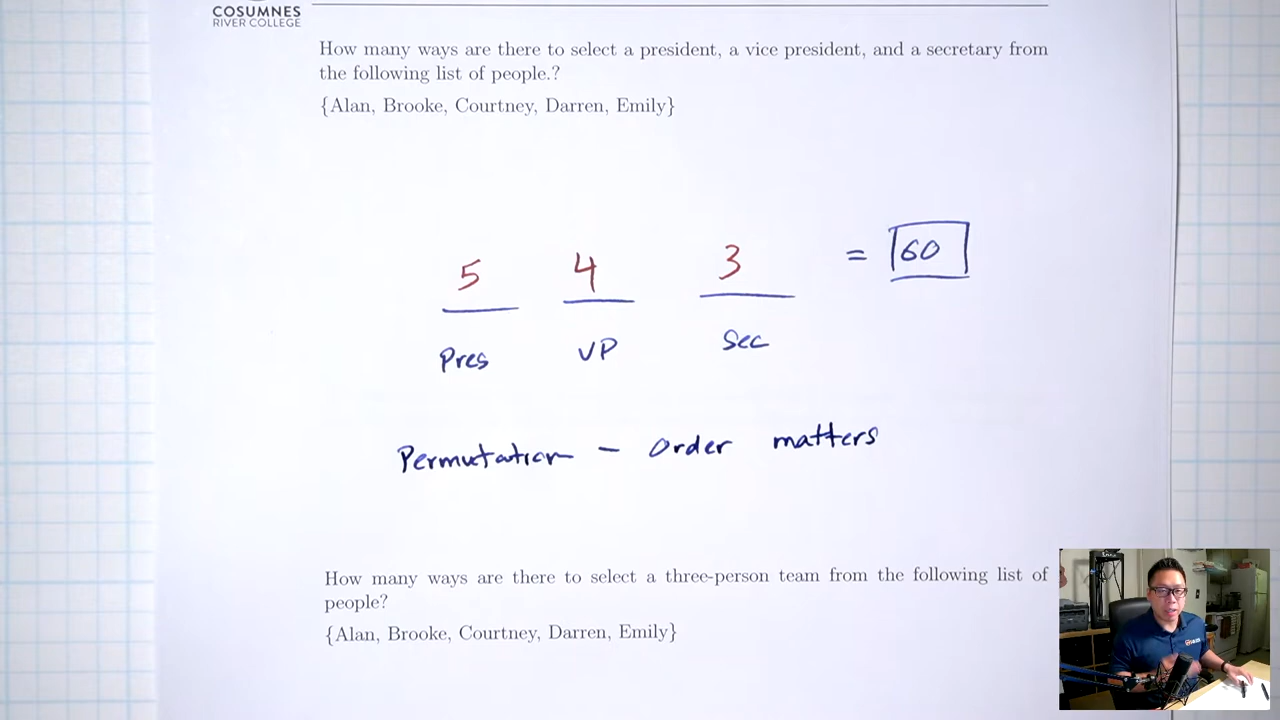 COSUMNES
RIVER COLLEGE
How many ways are there to select a president, a vice president, and a secretary from
the following list of people.?
{Alan, Brooke, Courtney, Darren, Emily}
5 4 3 = 60
Pres VP Sec
Permutation - Order matters
How many ways are there to select a three-person team from the following list of
people?
{Alan, Brooke, Courtney, Darren, Emily}